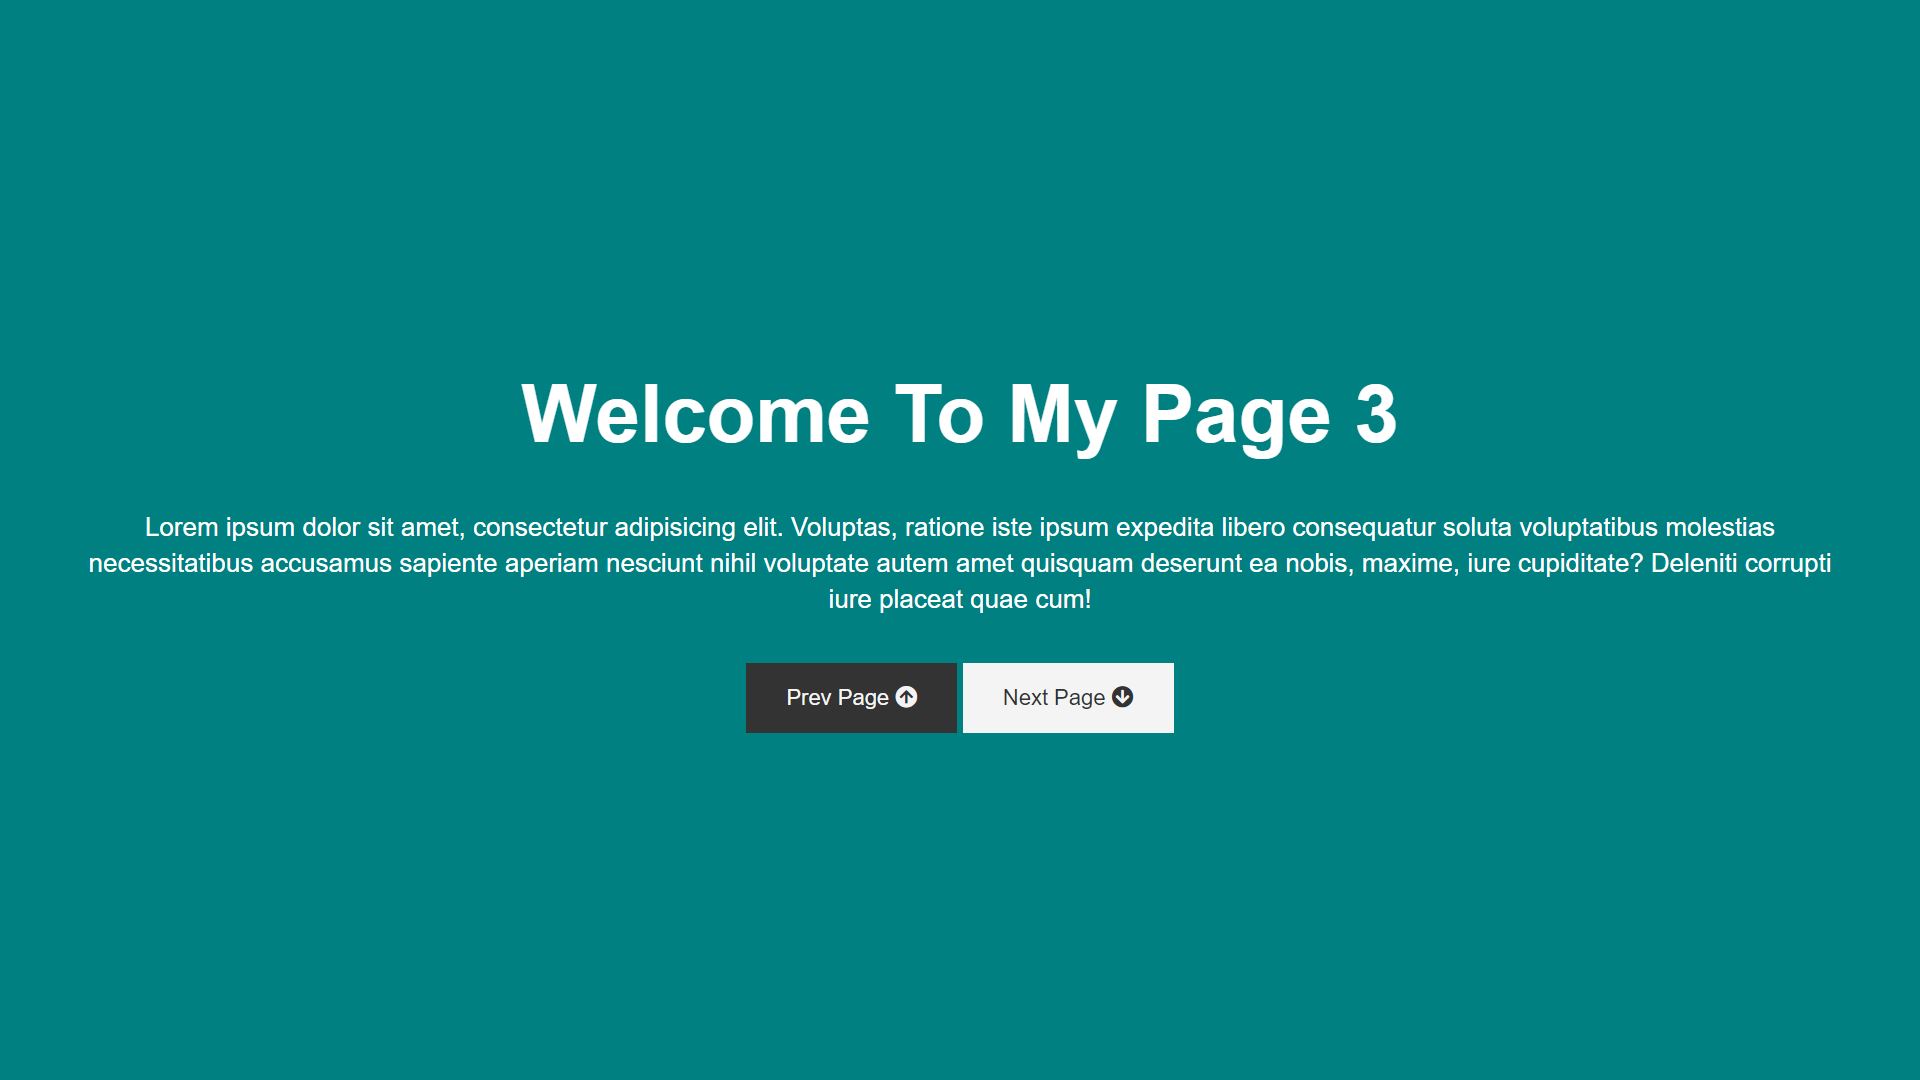 Welcome To My Page 3
Lorem ipsum dolor sit amet, consectetur adipisicing elit. Voluptas, ratione iste ipsum expedita libero consequatur soluta voluptatibus molestias
necessitatibus accusamus sapiente aperiam nesciunt nihil voluptate autem amet quisquam deserunt ea nobis, maxime, iure cupiditate? Deleniti corrupti
iure placeat quae cum!
Prev Page
Next Page